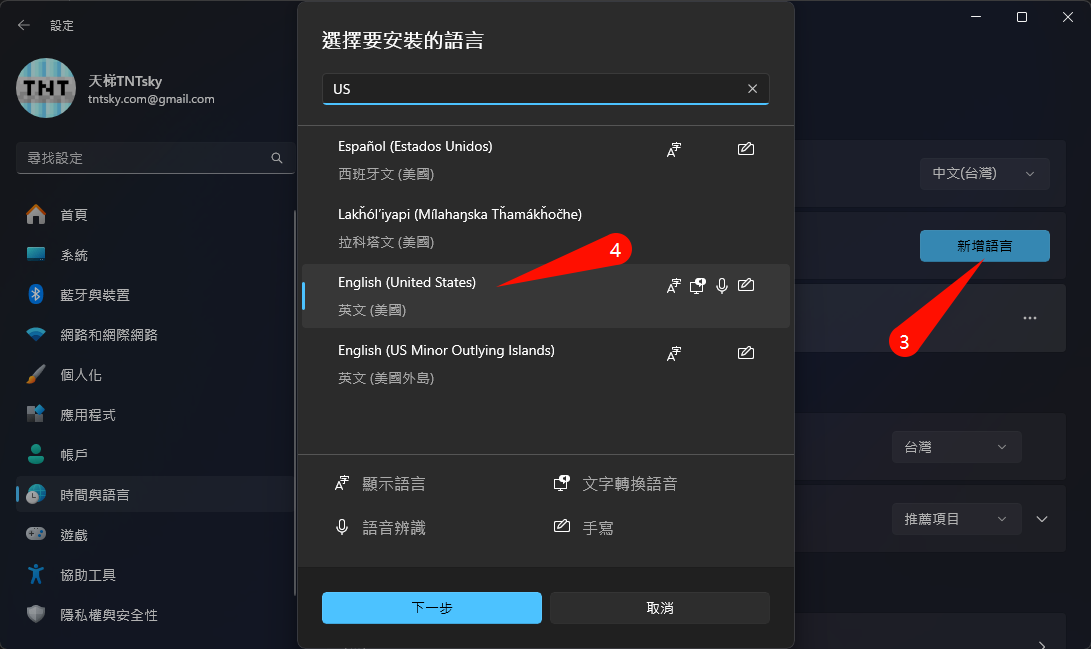 設定
天梯TNTsky
tntsky.com@gmail.com
TNT
尋找設定
首頁
系統
藍牙與裝置
網路和網際網路
個人化
應用程式
帳戶
時間與語言
遊戲
協助工具
隱私權與安全性
選擇要安裝的語言
US
Español (Estados Unidos)
西班牙文 (美國)
Lakȟól’iyapi (Mílahaŋska Tȟamákȟočhe)
拉科塔文 (美國)
English (United States)
英文 (美國)
English (US Minor Outlying Islands)
英文 (美國外島)
顯示語言
文字轉換語音
語音辨識
手寫
下一步
取消
4
中文(台灣)
新增語言
3
台灣
推薦項目